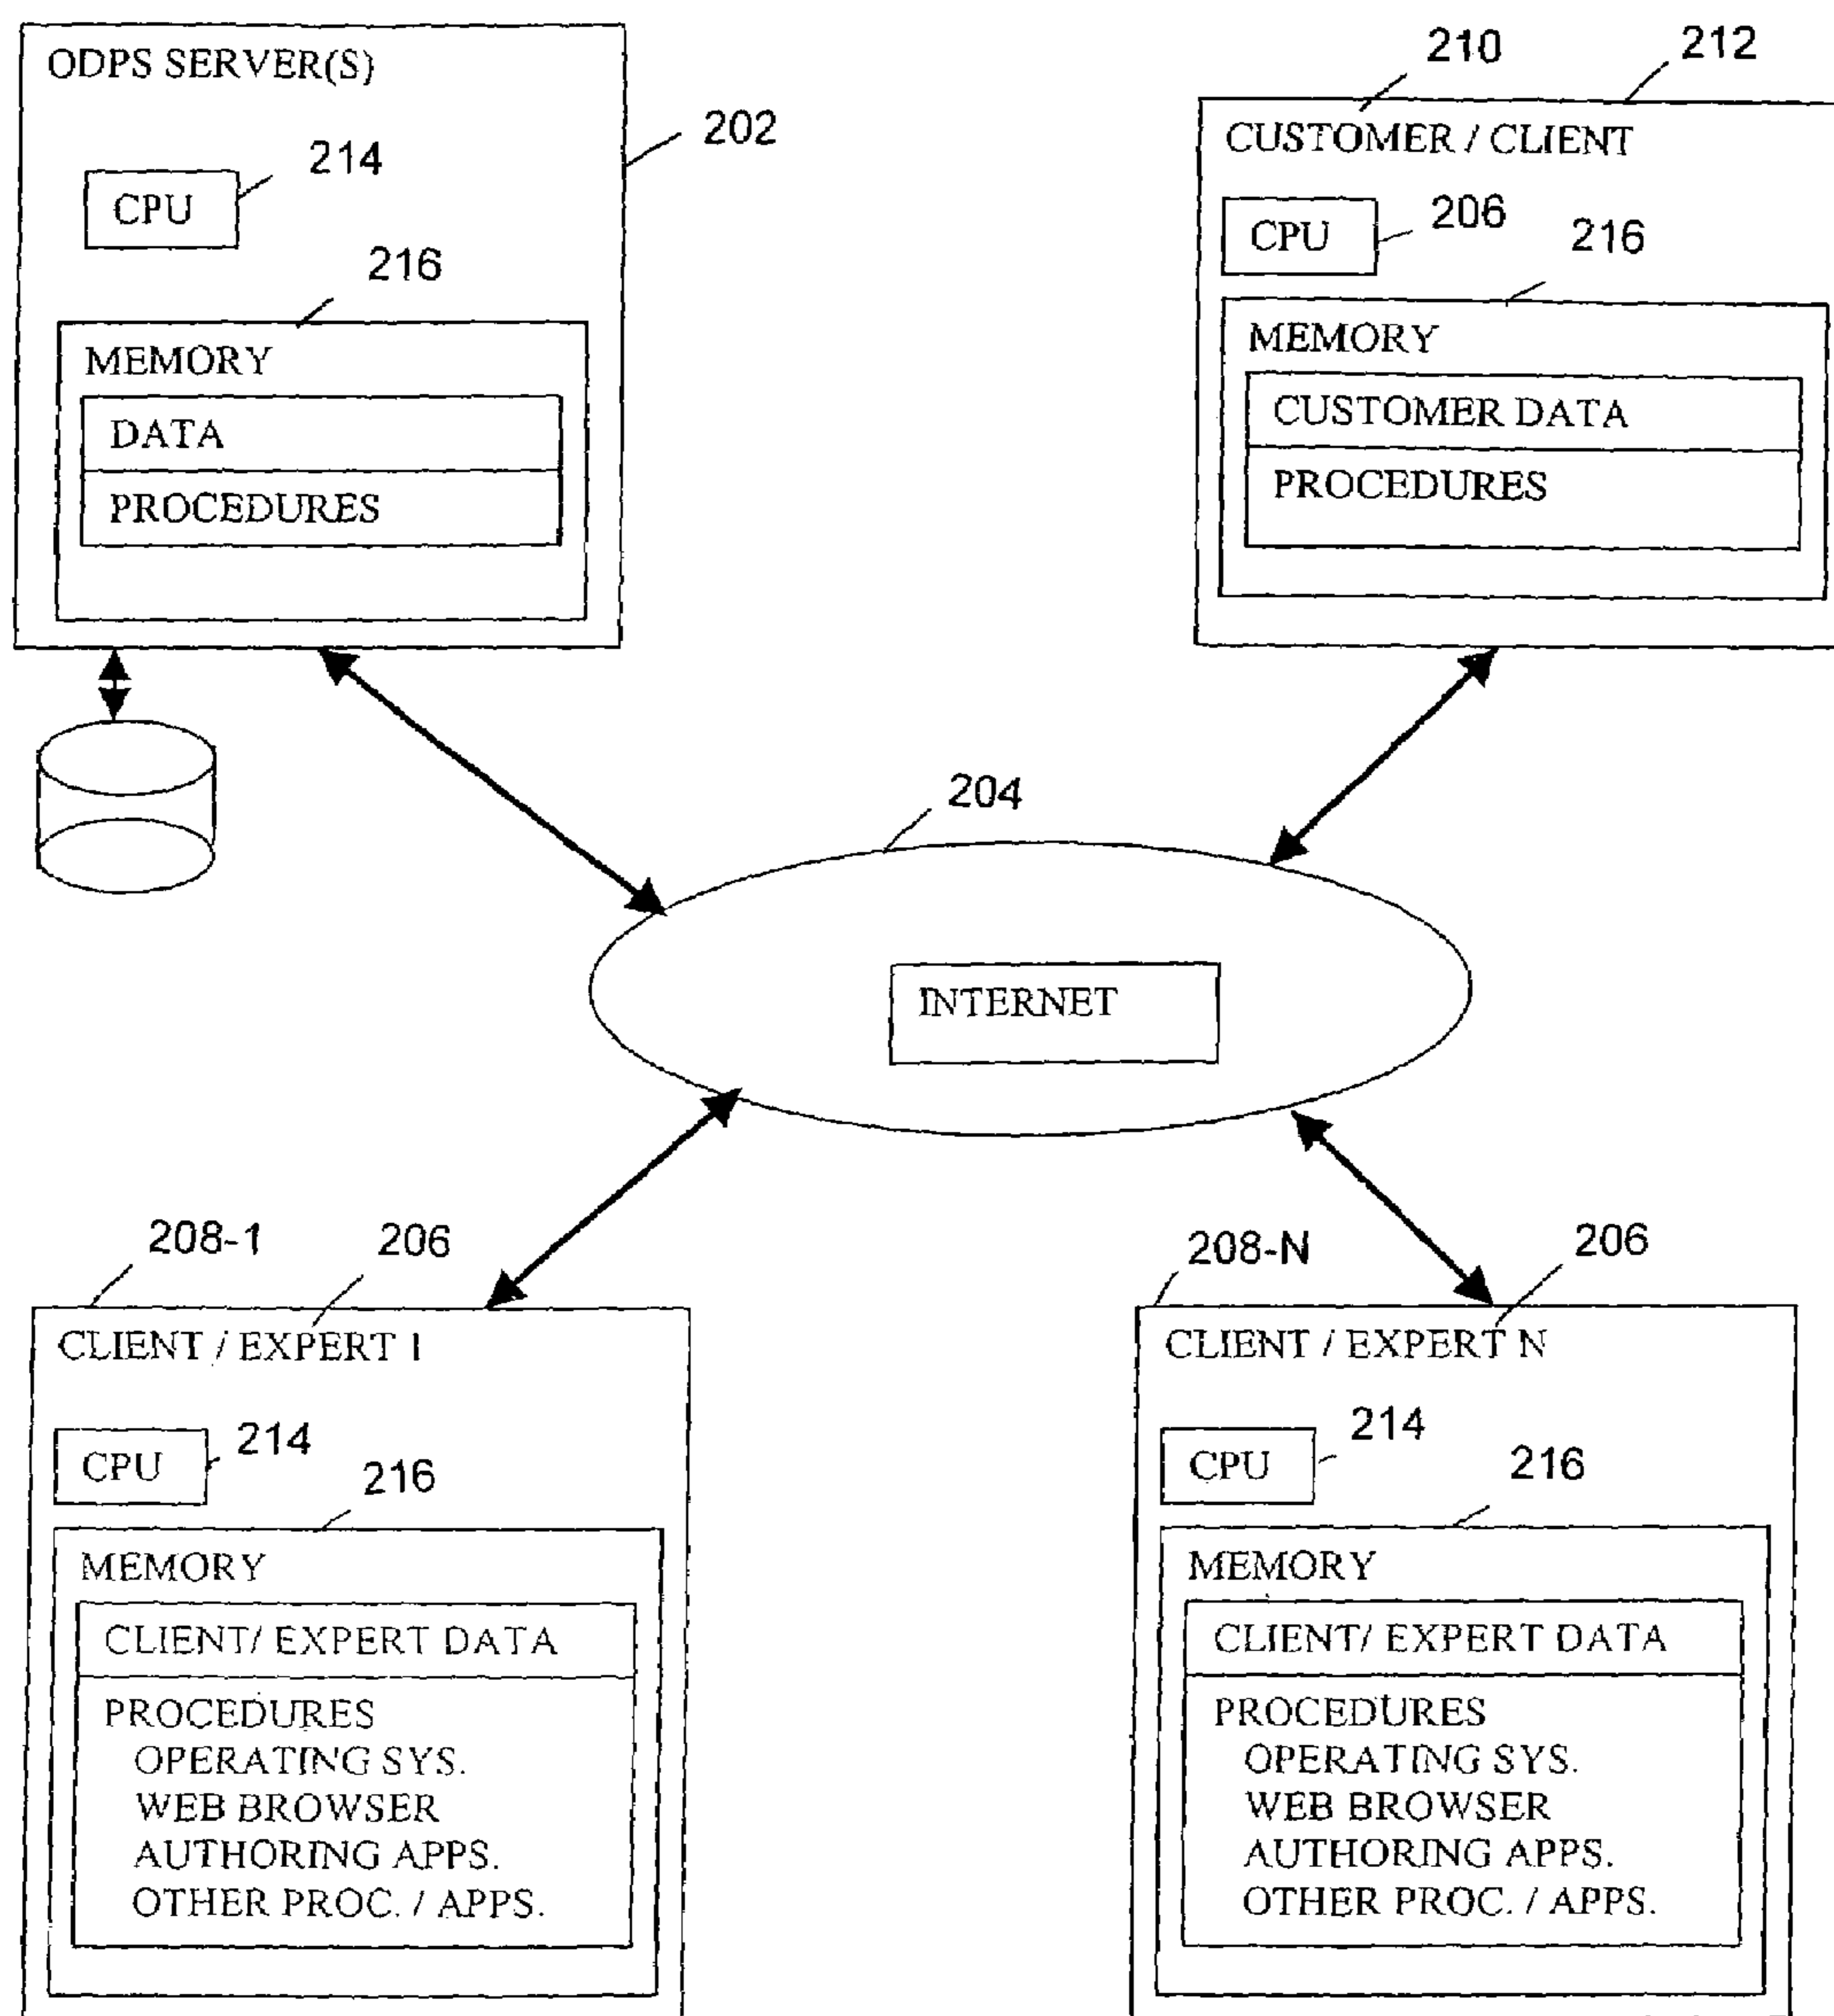 ODPS SERVER(S)
202
CPU
214
216
MEMORY
DATA
PROCEDURES
210
212
CUSTOMER / CLIENT
CPU
206
216
MEMORY
CUSTOMER DATA
PROCEDURES
204
INTERNET
208-1
206
CLIENT / EXPERT 1
CPU
214
216
MEMORY
CLIENT/ EXPERT DATA
PROCEDURES
OPERATING SYS.
WEB BROWSER
AUTHORING APPS.
OTHER PROC. / APPS.
208-N
206
CLIENT / EXPERT N
CPU
214
216
MEMORY
CLIENT/ EXPERT DATA
PROCEDURES
OPERATING SYS.
WEB BROWSER
AUTHORING APPS.
OTHER PROC. / APPS.